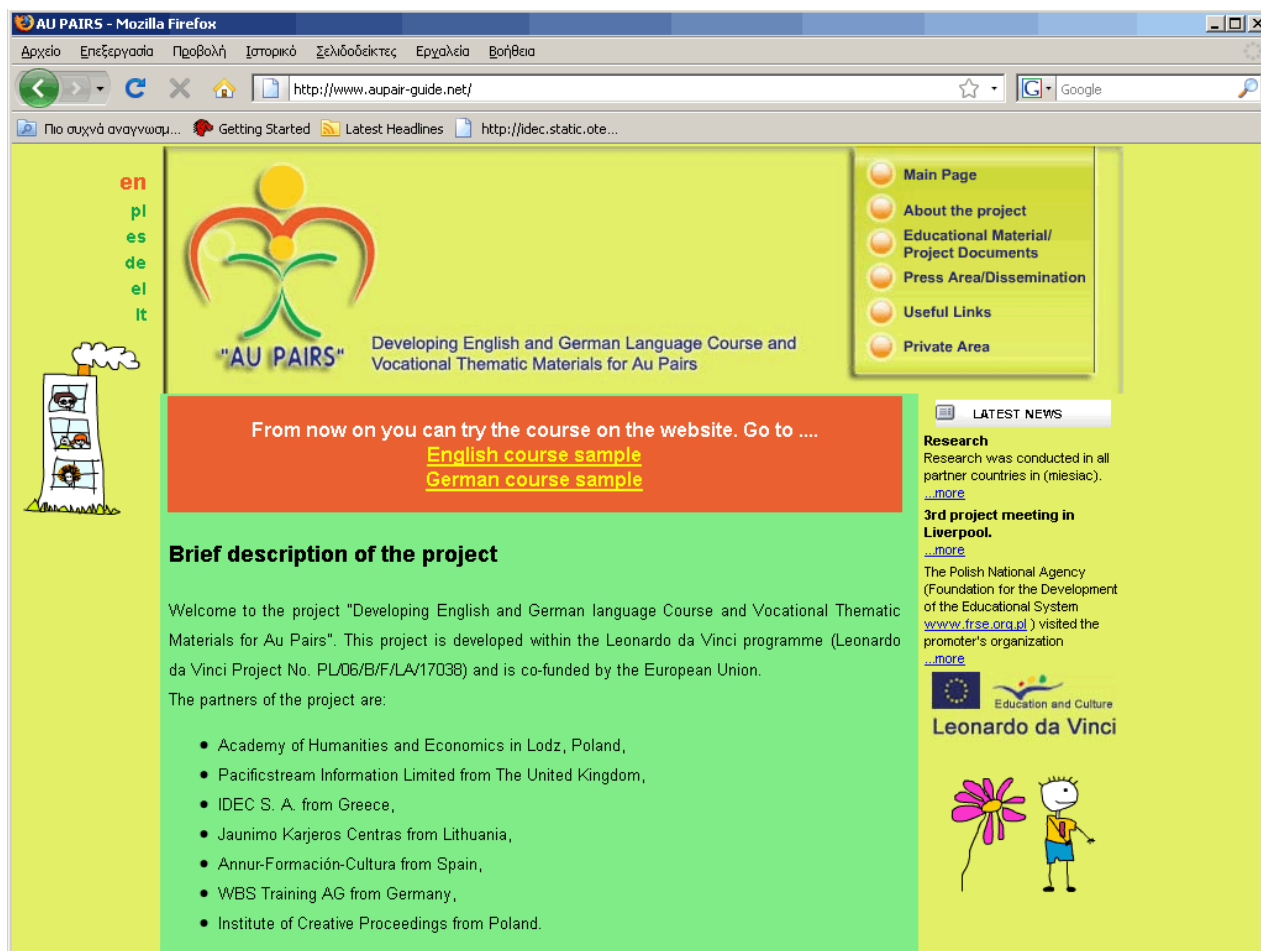 AU PAIRS - Mozilla Firefox
Αρχείο Επεξεργασία Προβολή Ιστορικό Σελιδοδείκτες Εργαλεία Βοήθεια
http://www.aupair-guide.net/
Google
Πιο συχνά αναγνωσμ... Getting Started Latest Headlines http://idec.static.ote...
en
pl
es
de
el
lt
"AU PAIRS"
Developing English and German Language Course and
Vocational Thematic Materials for Au Pairs
Main Page
About the project
Educational Material/
Project Documents
Press Area/Dissemination
Useful Links
Private Area
From now on you can try the course on the website. Go to ....
English course sample
German course sample
Brief description of the project
Welcome to the project "Developing English and German language Course and Vocational Thematic
Materials for Au Pairs". This project is developed within the Leonardo da Vinci programme (Leonardo
da Vinci Project No. PL/06/B/F/LA/17038) and is co-funded by the European Union.
The partners of the project are:
Academy of Humanities and Economics in Lodz, Poland,
Pacificstream Information Limited from The United Kingdom,
IDEC S. A. from Greece,
Jaunimo Karjeros Centras from Lithuania,
Annur-Formación-Cultura from Spain,
WBS Training AG from Germany,
Institute of Creative Proceedings from Poland.
LATEST NEWS
Research
Research was conducted in all
partner countries in (miesiac).
...more
3rd project meeting in
Liverpool.
...more
The Polish National Agency
(Foundation for the Development
of the Educational System
www.frse.org.pl ) visited the
promoter's organization
...more
Education and Culture
Leonardo da Vinci